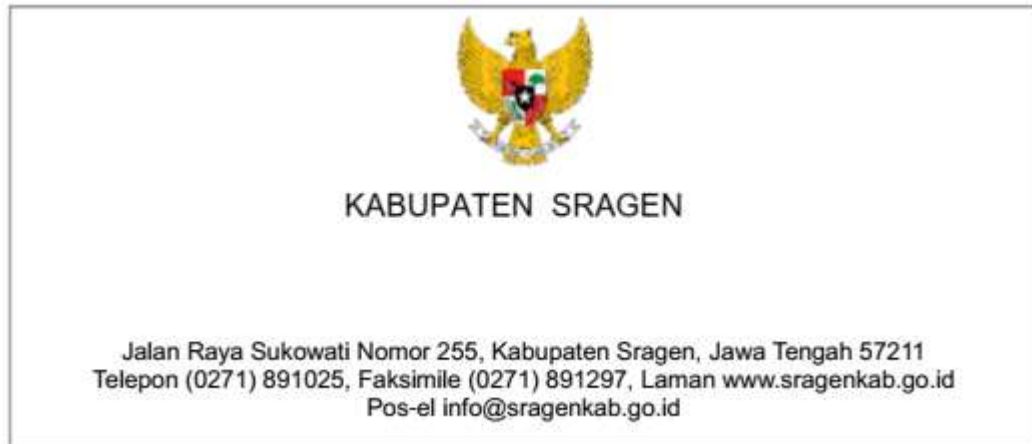 KABUPATEN SRAGEN
Jalan Raya Sukowati Nomor 255, Kabupaten Sragen, Jawa Tengah 57211
Telepon (0271) 891025, Faksimile (0271) 891297, Laman www.sragenkab.go.id
Pos-el info@sragenkab.go.id